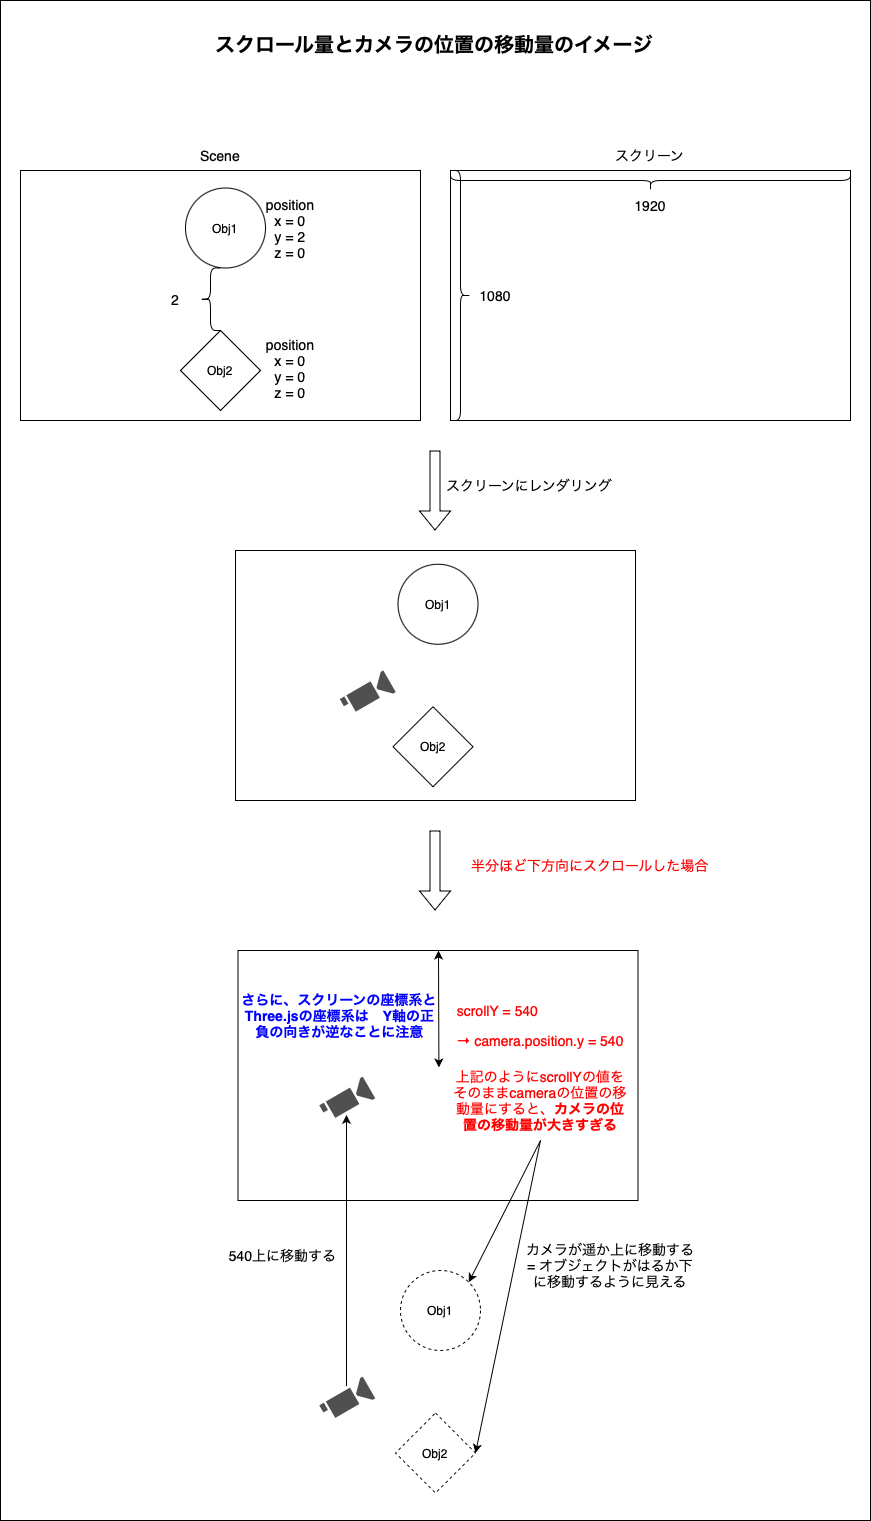 スクロール量とカメラの位置の移動量のイメージ
Scene
スクリーン
Obj1
position
x = 0
y = 2
z = 0
2
Obj2
position
x = 0
y = 0
z = 0
1920
1080
スクリーンにレンダリング
Obj1
Obj2
半分ほど下方向にスクロールした場合
さらに、スクリーンの座標系と
Three.jsの座標系は　Y軸の正
負の向きが逆なことに注意
scrollY = 540
→ camera.position.y = 540
上記のようにscrollYの値を
そのままcameraの位置の移
動量にすると、カメラの位
置の移動量が大きすぎる
540上に移動する
カメラが遥か上に移動する
= オブジェクトがはるか下
に移動するように見える
Obj1
Obj2